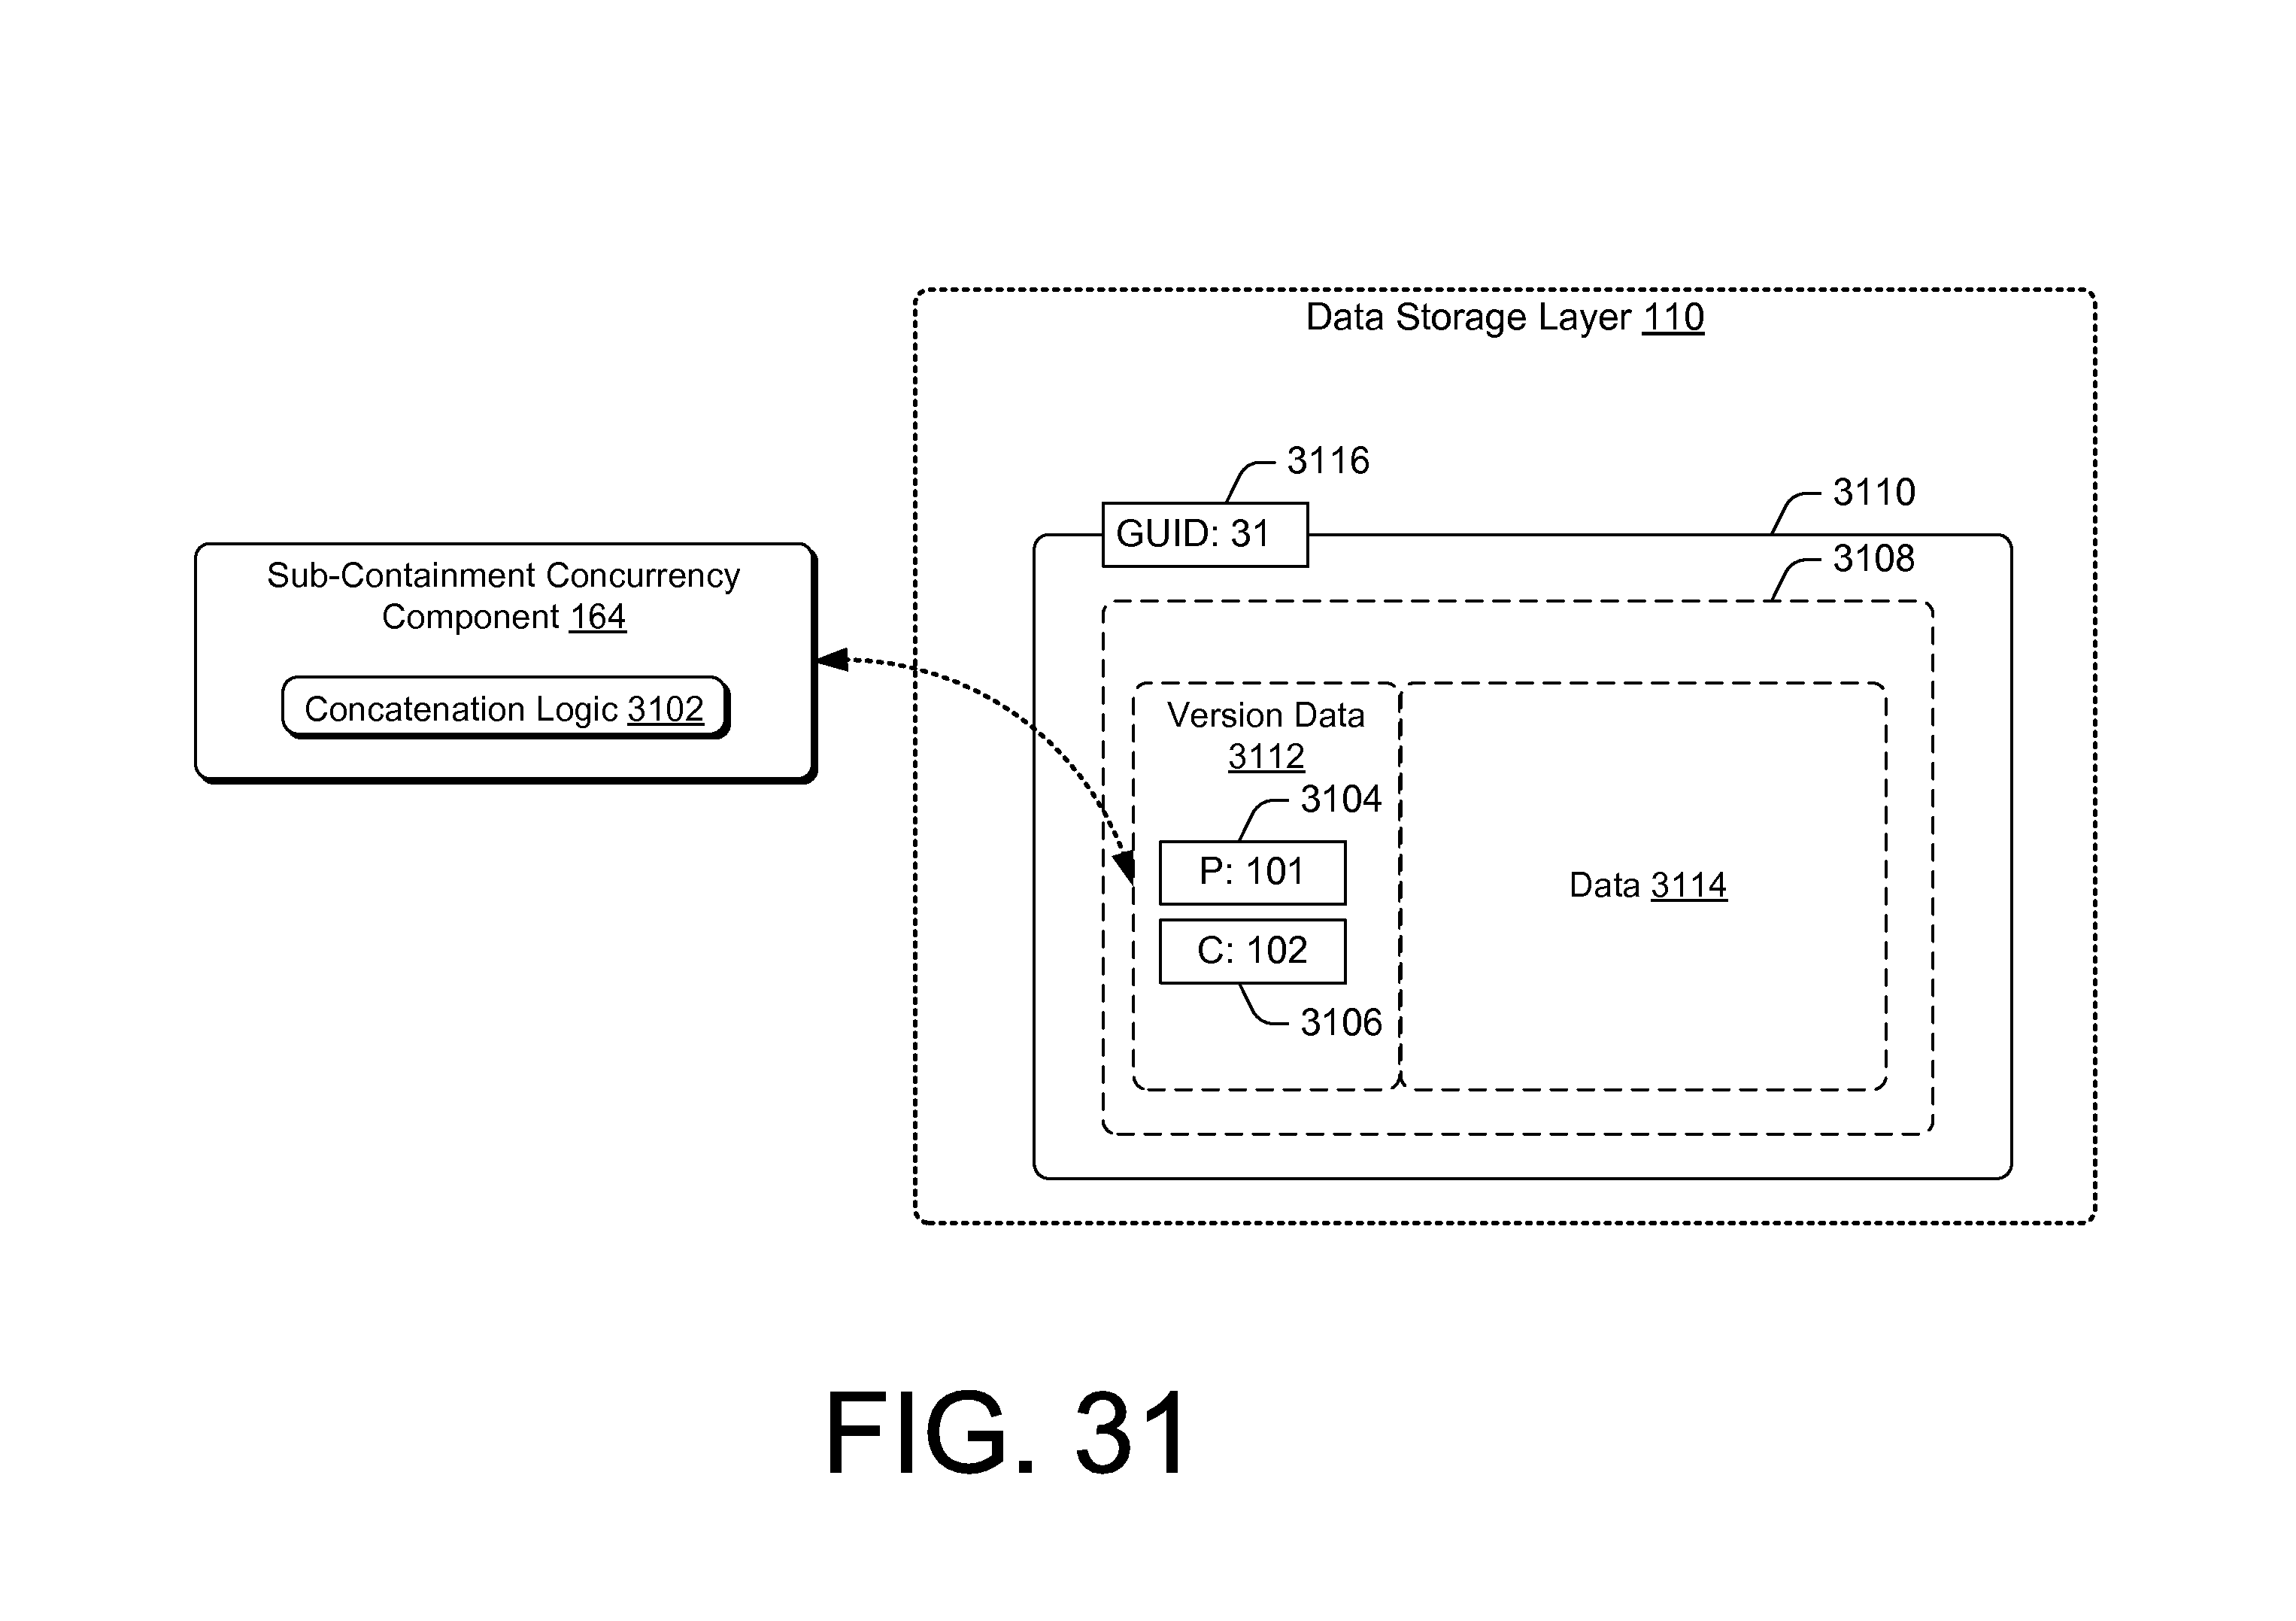 Data Storage Layer 110
3116
3110
GUID: 31
3108
Sub-Containment Concurrency
Component 164
Concatenation Logic 3102
Version Data
3112
3104
P: 101
C: 102
3106
Data 3114
FIG. 31